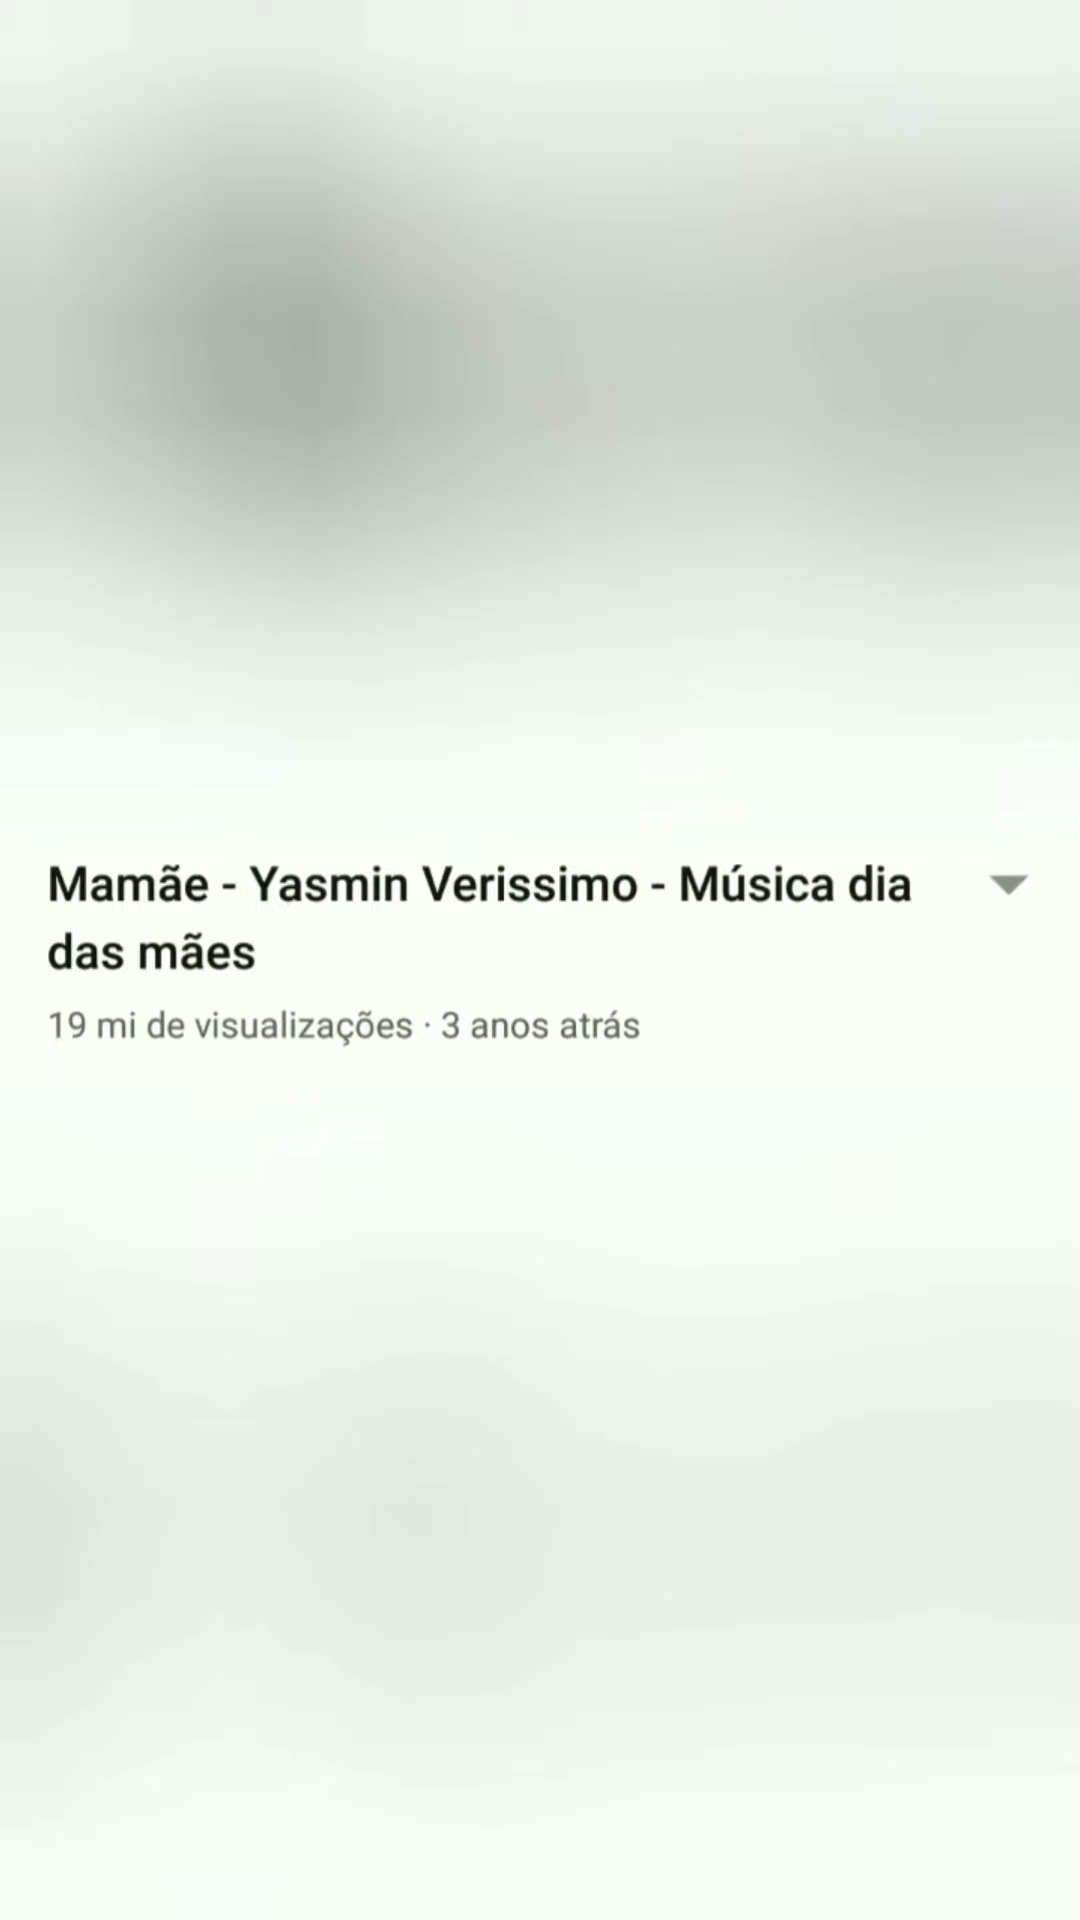 Mamãe - Yasmin Verissimo - Música dia
das mães
19 mi de visualizações · 3 anos atrás